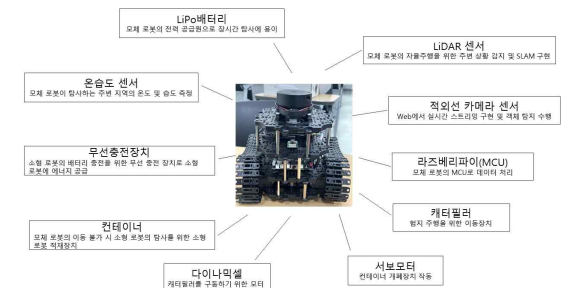 LiPo배터리
모체 로봇의 전력 공급원으로 장시간 탐사에 용이
LiDAR 센서
모체 로봇의 자율주행을 위한 주변 상황 감지 및 SLAM 구현
온습도 센서
모체 로봇이 탐사하는 주변 지역의 온도 및 습도 측정
적외선 카메라 센서
Web에서 실시간 스트리밍 구현 및 객체 탐지 수행
무선충전장치
소형 로봇의 배터리 충전을 위한 무선 충전 장치로 소형
로봇에 에너지 공급
라즈베리파이(MCU)
모체 로봇의 MCU로 데이터 처리
캐터필러
험지 주행을 위한 이동장치
컨테이너
모체 로봇의 이동 불가 시 소형 로봇의 탐사를 위한 소형
로봇 적재장치
서보모터
컨테이너 개폐장치 작동
다이나믹셀
캐터필러를 구동하기 위한 모터